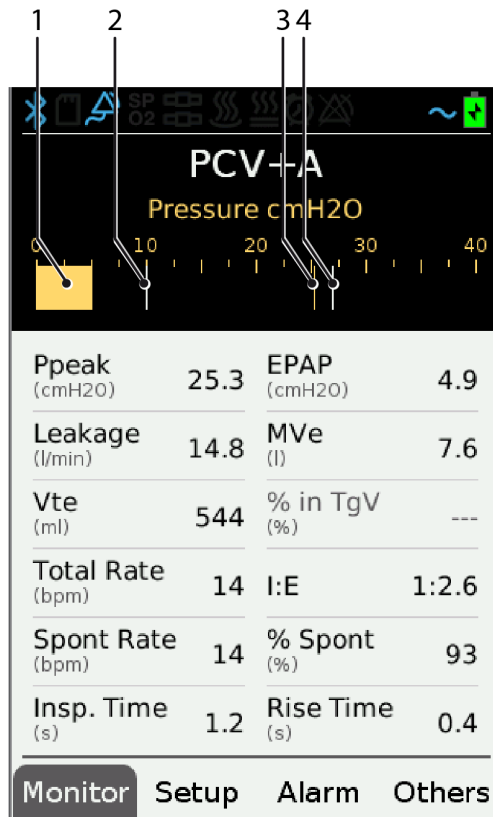 1 2 3 4
SP
O2
PCV+A
Pressure cmH2O
0 10 20 30 40
Ppeak (cmH2O) 25.3 EPAP (cmH2O) 4.9
Leakage (l/min) 14.8 MVe (l) 7.6
Vte (ml) 544 % in TgV (%) ---
Total Rate (bpm) 14 I:E 1:2.6
Spont Rate (bpm) 14 % Spont (%) 93
Insp. Time (s) 1.2 Rise Time (s) 0.4
Monitor Setup Alarm Others